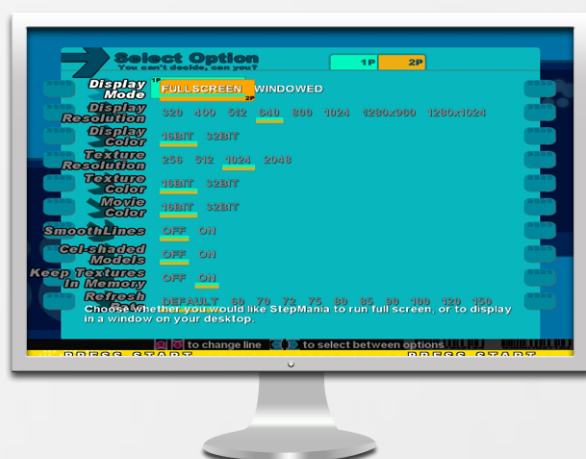 Select Option
You can't decide, can you?
1P 2P
Display Mode 1P FULLSCREEN WINDOWED 2P
Display Resolution 320 400 512 640 800 1024 1280x960 1280x1024
Display Color 16BIT 32BIT
Texture Resolution 256 512 1024 2048
Texture Color 16BIT 32BIT
Movie Color 16BIT 32BIT
SmoothLines OFF ON
Cel-shaded Models OFF ON
Keep Textures In Memory OFF ON
Refresh Rate DEFAULT 60 70 72 75 80 85 90 100 120 150
Choose whether you would like StepMania to run full screen, or to display
in a window on your desktop.
to change line to select between options
PRESS START PRESS START